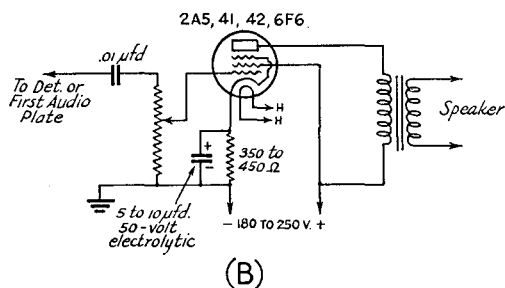 2A5, 41, 42, 6F6
.01 µfd
To Det. or
First Audio
Plate
H
H
Speaker
+
-
350 to
450 Ω
5 to 10 µfd.
50-volt
electrolytic
- 180 TO 250 V. +
(B)